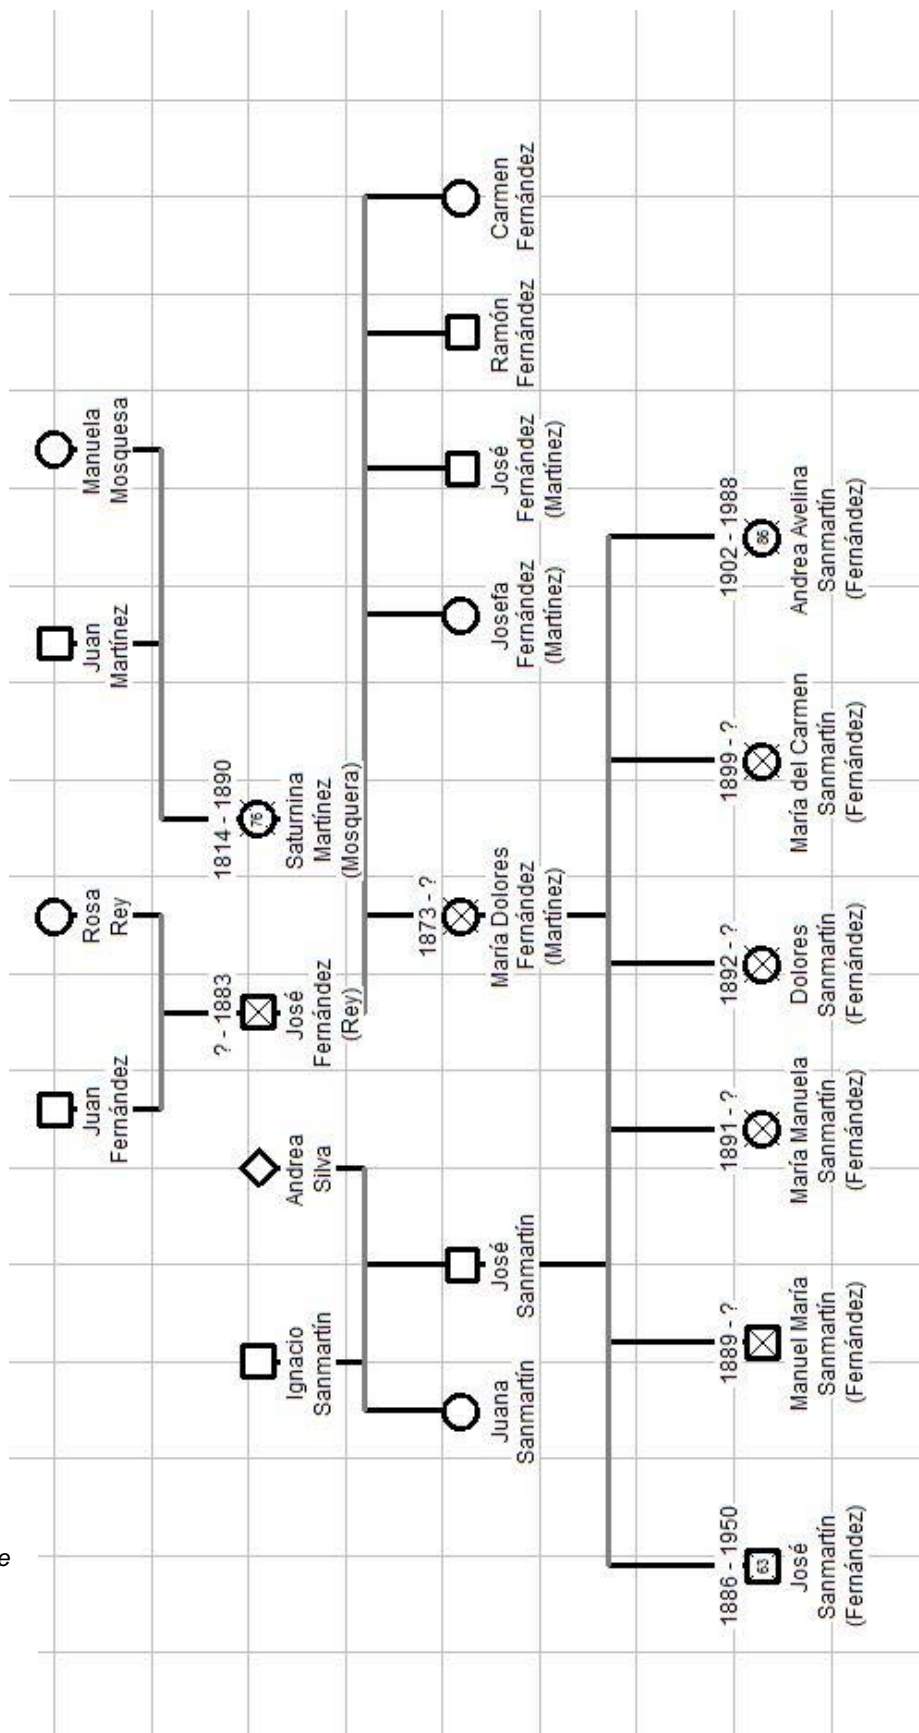 Juan
Fernández
Rosa
Rey
Juan
Martínez
Manuela
Mosquesa
Ignacio
Sanmartín
Andrea
Silva
? - 1883
José
Fernández
(Rey)
1814 - 1890
76
Saturnina
Martínez
(Mosquera)
Juana
Sanmartín
José
Sanmartín
1873 - ?
María Dolores
Fernández
(Martínez)
Josefa
Fernández
(Martínez)
José
Fernández
(Martínez)
Ramón
Fernández
Carmen
Fernández
1886 - 1950
63
José
Sanmartín
(Fernández)
1889 - ?
Manuel María
Sanmartín
(Fernández)
1891 - ?
María Manuela
Sanmartín
(Fernández)
1892 - ?
Dolores
Sanmartín
(Fernández)
1899 - ?
María del Carmen
Sanmartín
(Fernández)
1902 - 1988
86
Andrea Avelina
Sanmartín
(Fernández)